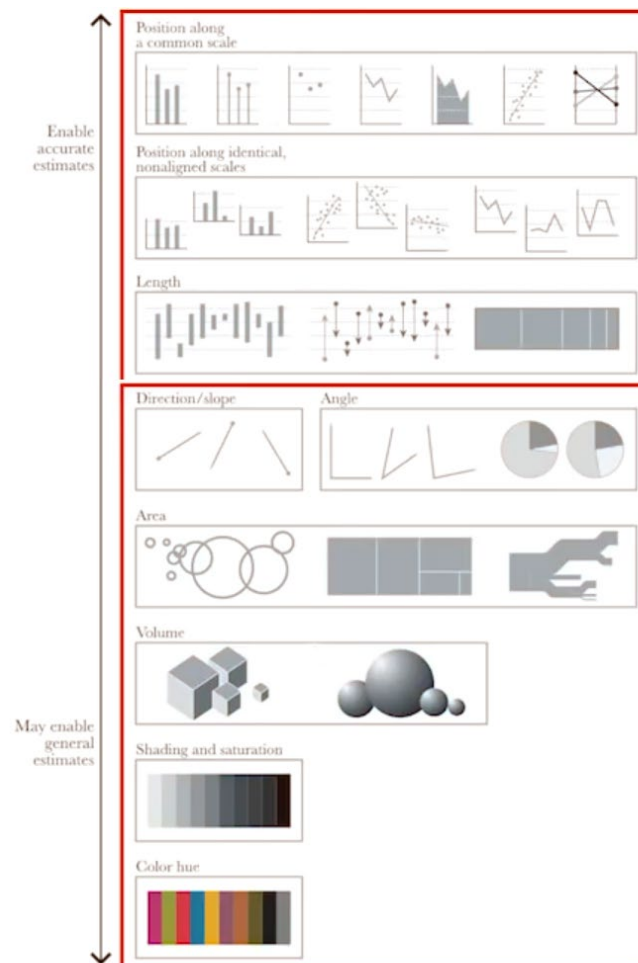 Position along
a common scale
Enable
accurate
estimates
Position along identical,
nonaligned scales
Length
Direction/slope
Angle
Area
Volume
May enable
general
estimates
Shading and saturation
Color hue